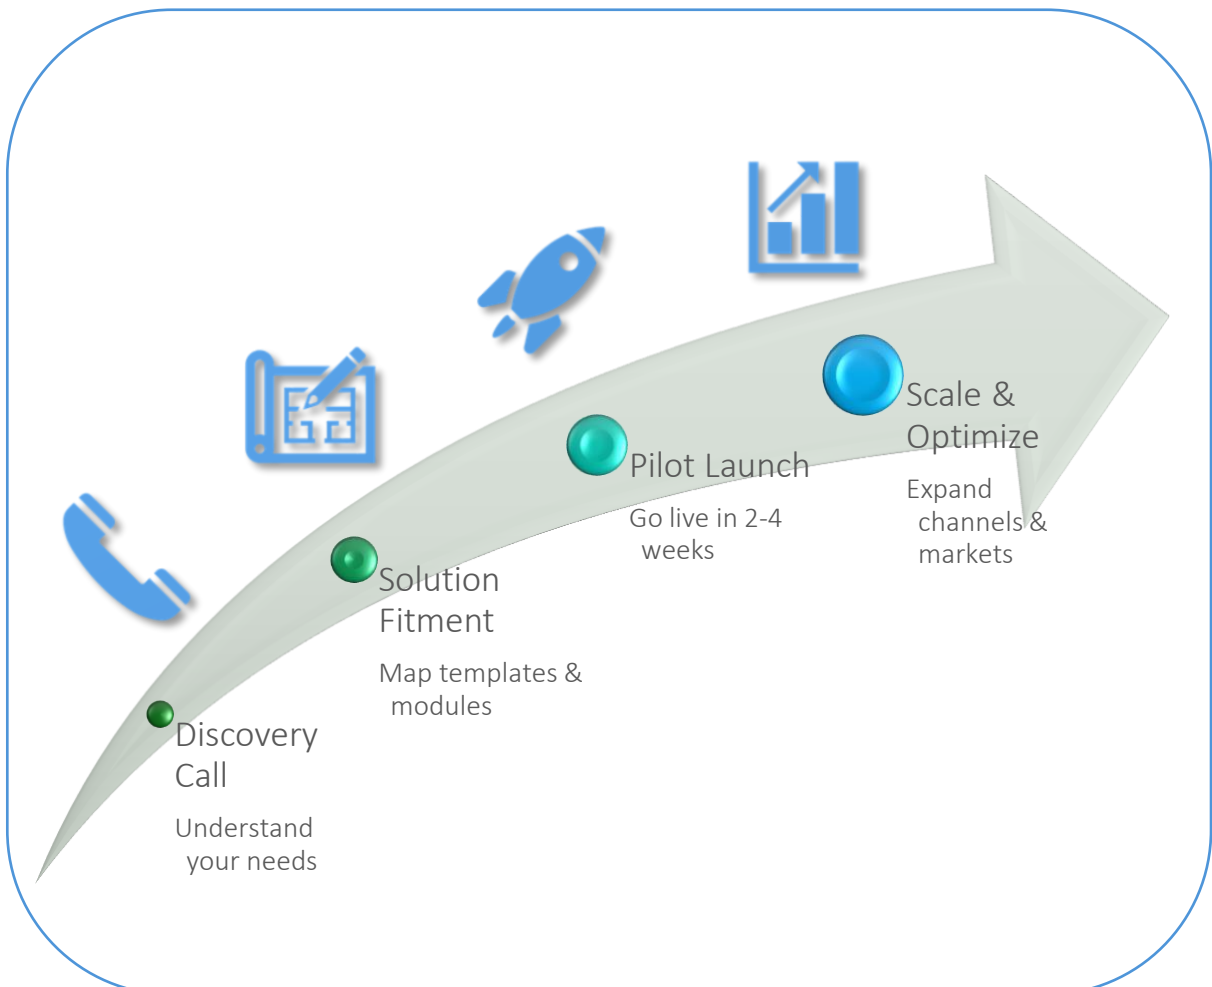 Discovery
Call
Understand
your needs
Solution
Fitment
Map templates &
modules
Pilot Launch
Go live in 2-4
weeks
Scale &
Optimize
Expand
channels &
markets